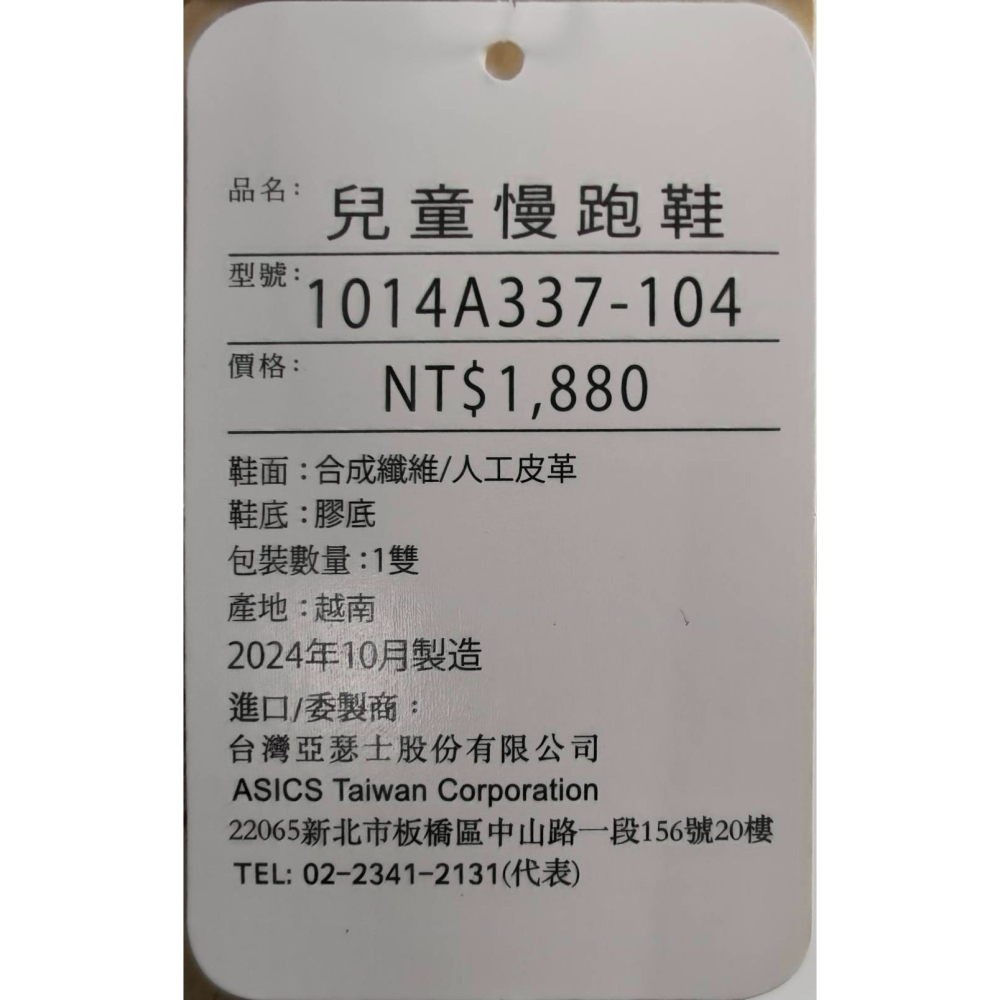 品名：兒童慢跑鞋
型號：1014A337-104
價格：NT$1,880
鞋面：合成纖維/人工皮革
鞋底：膠底
包裝數量：1雙
產地：越南
2024年10月製造
進口/委製商：
台灣亞瑟士股份有限公司
ASICS Taiwan Corporation
22065新北市板橋區中山路一段156號20樓
TEL: 02-2341-2131(代表)